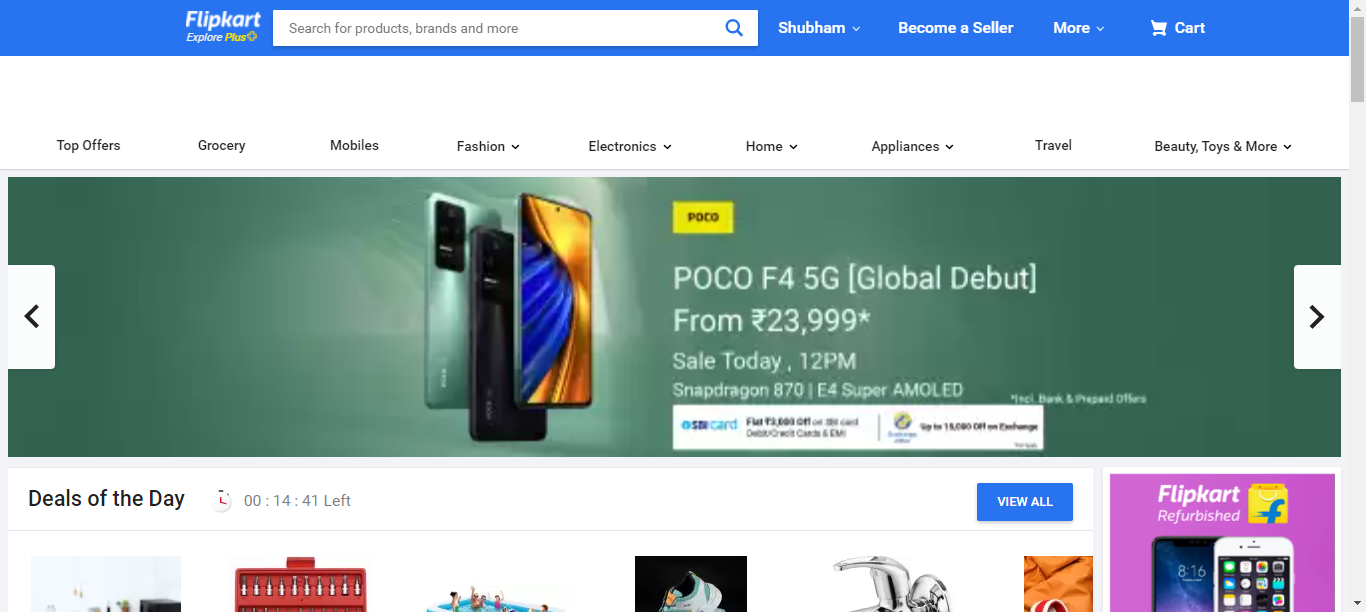 Flipkart
Explore Plus
Search for products, brands and more
Shubham
Become a Seller
More
Cart
Top Offers
Grocery
Mobiles
Fashion
Electronics
Home
Appliances
Travel
Beauty, Toys & More
POCO
POCO F4 5G [Global Debut]
From ₹23,999*
Sale Today , 12PM
Snapdragon 870 | E4 Super AMOLED
*Incl. Bank & Prepaid Offers
SBI card
Flat ₹3,000 Off on SBI card
Debit/Credit Cards & EMI
Up to 15,000 Off on Exchange
Deals of the Day
00 : 14 : 41 Left
VIEW ALL
Flipkart
Refurbished
8:16